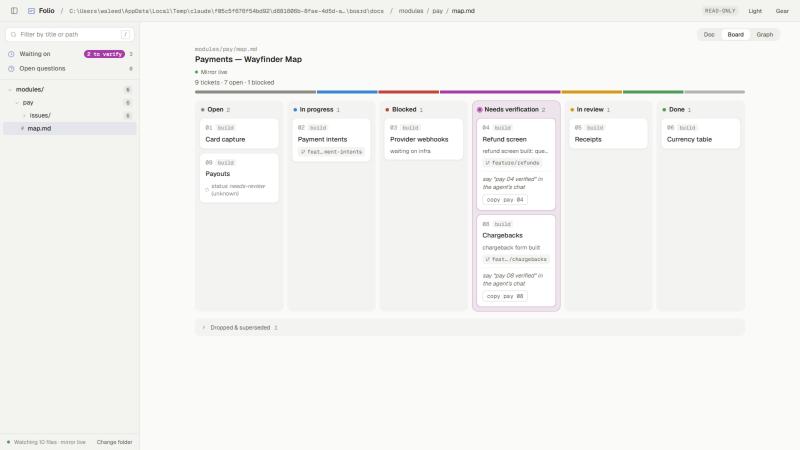 Folio / C:\Users\waleed\AppData\Local\Temp\claude\ / modules / pay / map.md READ-ONLY Light Gear
Filter by title or path /
Waiting on 2 to verify 3
Open questions 0
modules/ 6
pay 6
issues/ 6
# map.md
Watching 10 files · mirror live Change folder
Doc Board Graph
modules/pay/map.md
Payments — Wayfinder Map
Mirror live
9 tickets · 7 open · 1 blocked
Open 2
01 build
Card capture
09 build
Payouts
status needs-review
(unknown)
In progress 1
02 build
Payment intents
feat…ment-intents
Blocked 1
03 build
Provider webhooks
waiting on infra
Needs verification 2
04 build
Refund screen
refund screen built: que…
feature/refunds
say "pay 04 verified" in
the agent's chat
copy pay 04
08 build
Chargebacks
chargeback form built
feat…/chargebacks
say "pay 08 verified" in
the agent's chat
copy pay 08
In review 1
05 build
Receipts
Done 1
06 build
Currency table
Dropped & superseded 1